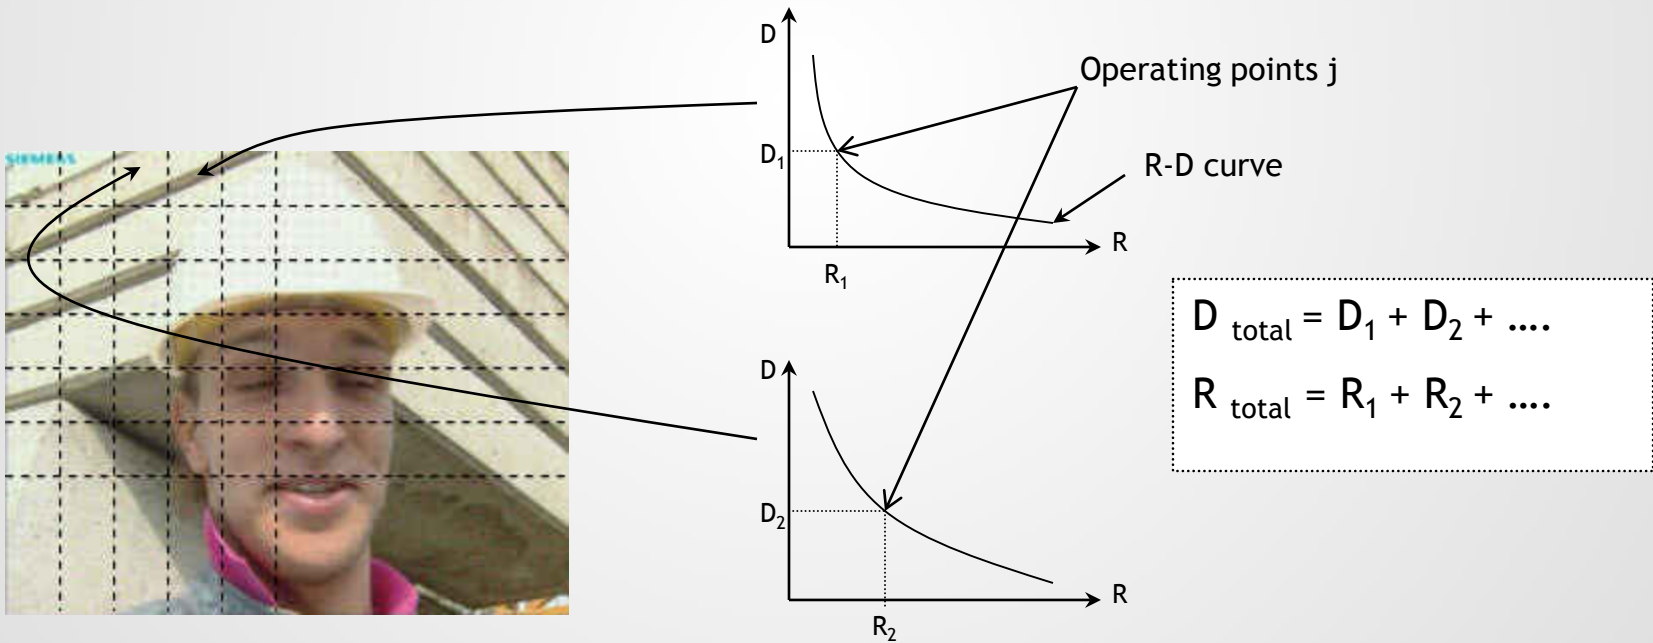 SIEMENS
D
Operating points j
D1
R-D curve
R
R1
D total = D1 + D2 + ....
R total = R1 + R2 + ....
D
D2
R
R2